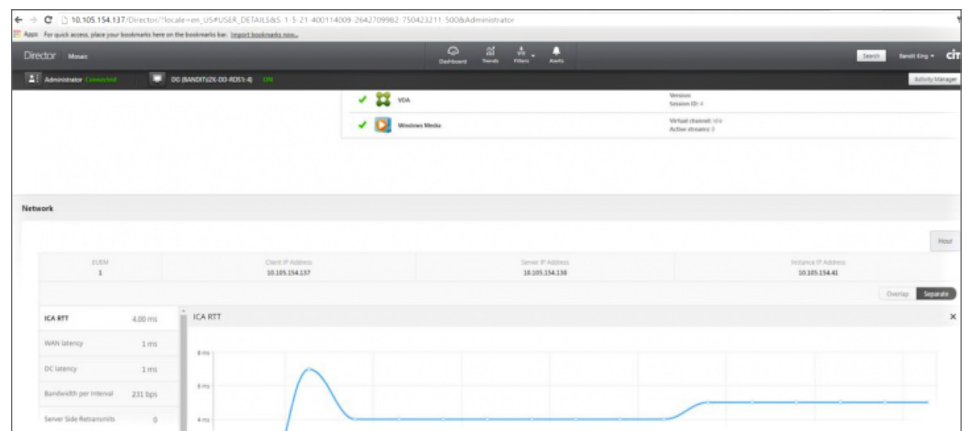 10.105.154.137/Director/?locale=en_US#USER_DETAILS&S-1-5-21-400114009-2642709982-750423211-500&Administrator
Apps For quick access, place your bookmarks here on the bookmarks bar. Import bookmarks now...
Director Mosaic
Dashboard Trends Filters Alerts
Search
Administrator Connected
ON
Activity Manager
VDA
Version:
Session ID: 4
Windows Media
Active streams: 0
Network
Hour
1
Client IP Address
10.105.154.137
Server IP Address
10.105.154.138
Instance IP Address
10.105.154.41
Overlap Separate
ICA RTT 4.00 ms
ICA RTT
WAN latency 1 ms
DC latency 1 ms
Bandwidth per Interval 231 bps
Server Side Retransmits 0
8 ms
6 ms
4 ms